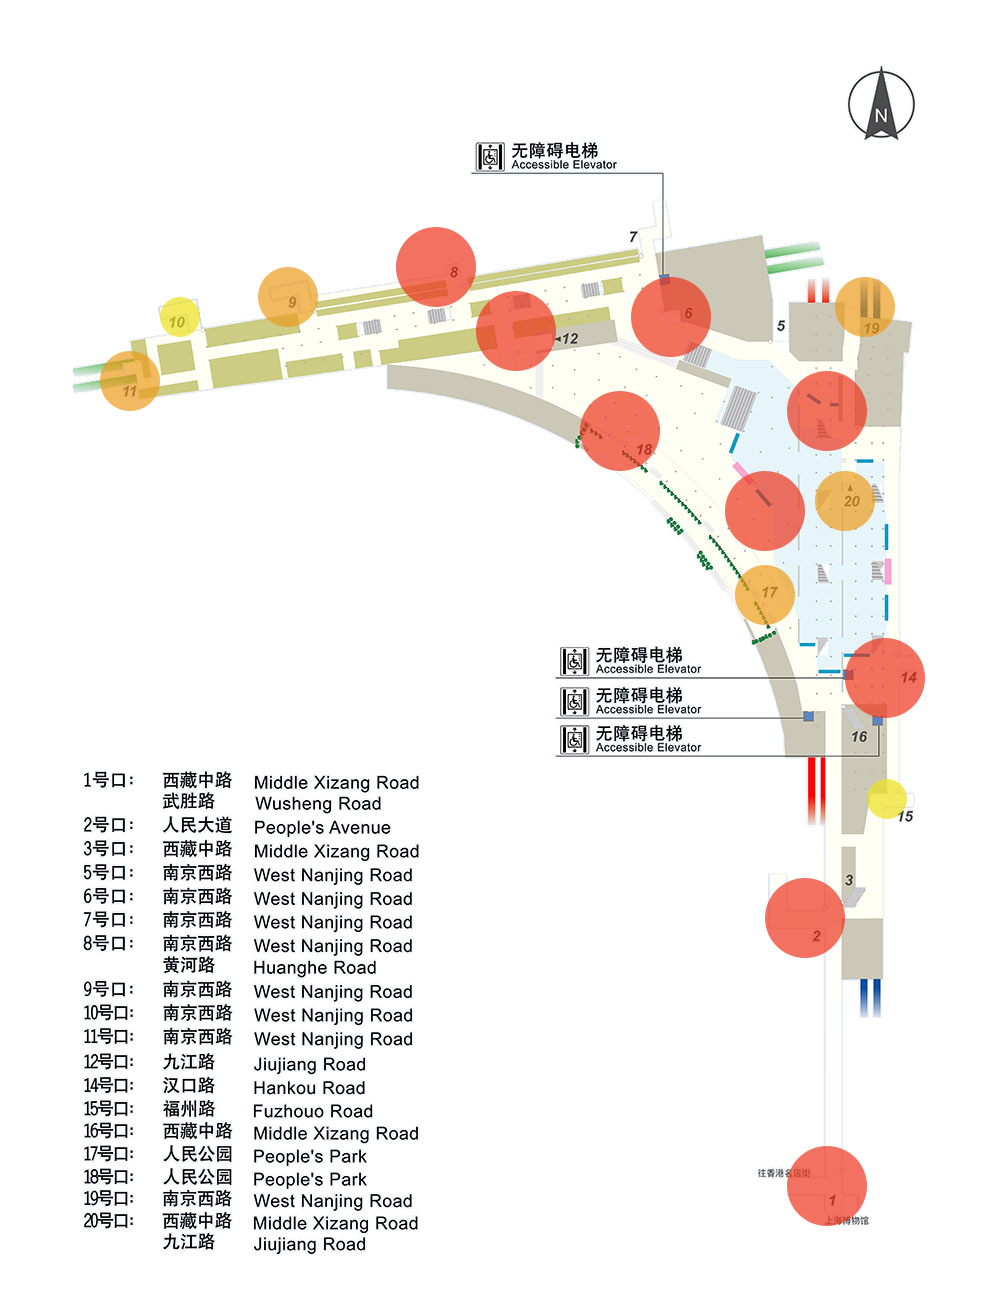 N
无障碍电梯
Accessible Elevator
7
8
9
10
11
12
6
5
19
18
20
17
无障碍电梯
Accessible Elevator
14
无障碍电梯
Accessible Elevator
无障碍电梯
Accessible Elevator
16
15
3
2
往香港名店街
1
上海博物馆
1号口： 西藏中路 Middle Xizang Road
武胜路 Wusheng Road
2号口： 人民大道 People's Avenue
3号口： 西藏中路 Middle Xizang Road
5号口： 南京西路 West Nanjing Road
6号口： 南京西路 West Nanjing Road
7号口： 南京西路 West Nanjing Road
8号口： 南京西路 West Nanjing Road
黄河路 Huanghe Road
9号口： 南京西路 West Nanjing Road
10号口： 南京西路 West Nanjing Road
11号口： 南京西路 West Nanjing Road
12号口： 九江路 Jiujiang Road
14号口： 汉口路 Hankou Road
15号口： 福州路 Fuzhouo Road
16号口： 西藏中路 Middle Xizang Road
17号口： 人民公园 People's Park
18号口： 人民公园 People's Park
19号口： 南京西路 West Nanjing Road
20号口： 西藏中路 Middle Xizang Road
九江路 Jiujiang Road